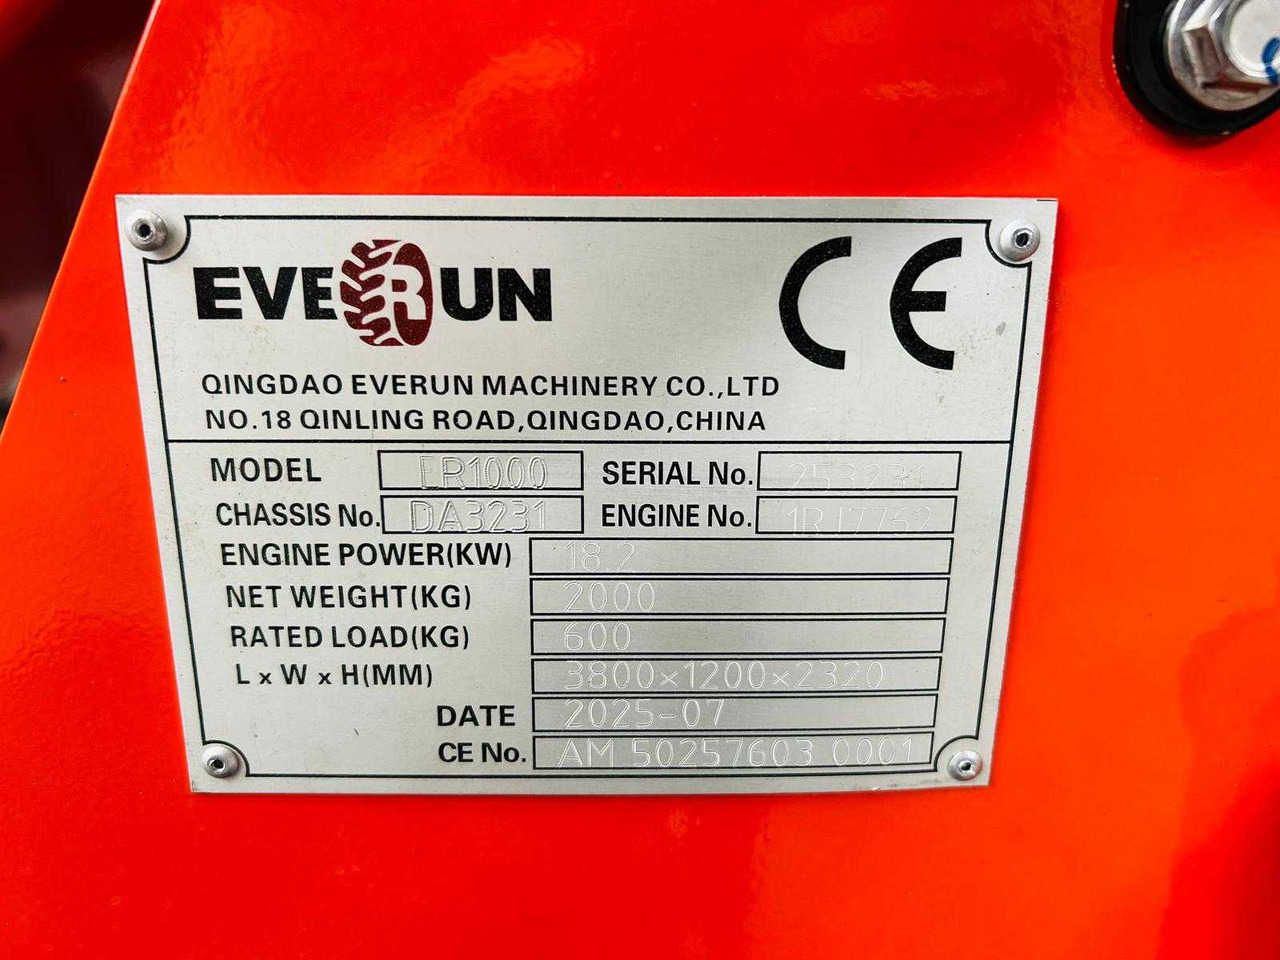 EVERUN CE
QINGDAO EVERUN MACHINERY CO.,LTD
NO.18 QINLING ROAD,QINGDAO,CHINA
MODEL ER1000 SERIAL No.
CHASSIS No. DA3231 ENGINE No.
ENGINE POWER(KW) 18.2
NET WEIGHT(KG) 2000
RATED LOAD(KG) 600
L x W x H(MM) 3800×1200×2320
DATE 2025-07
CE No. AM 50257603 0001